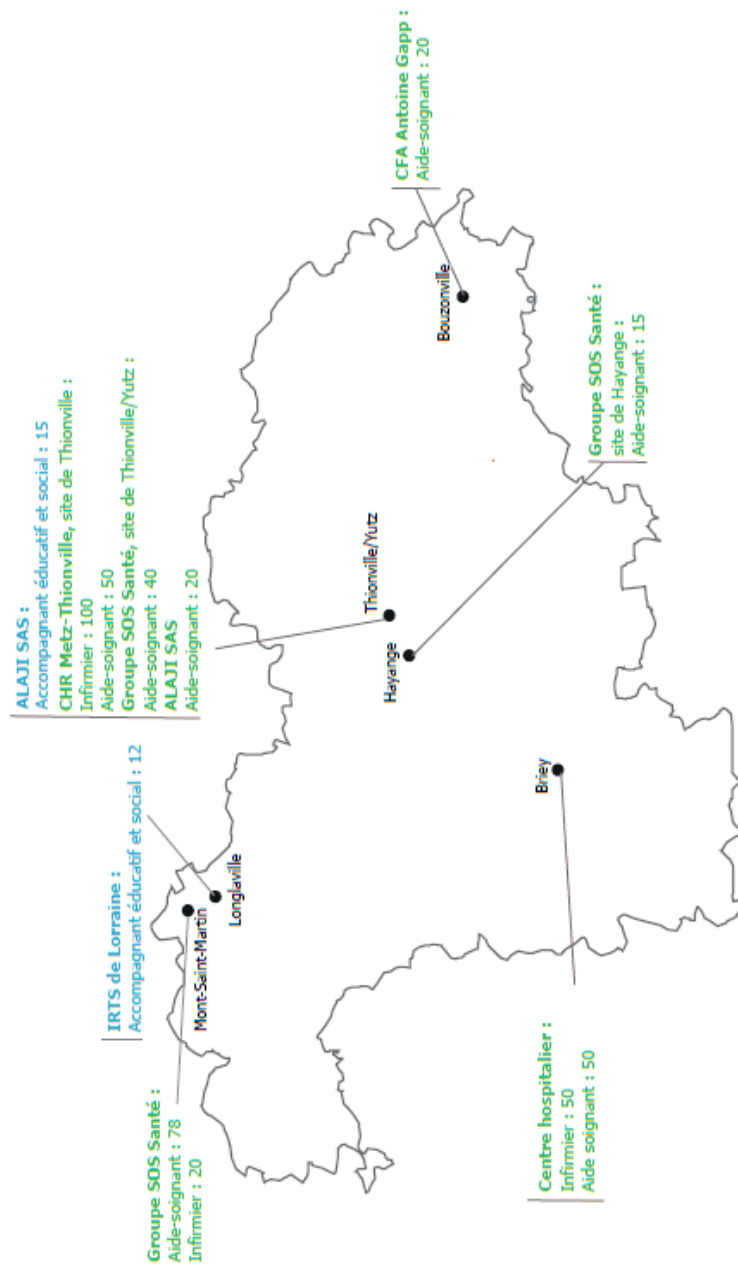 Groupe SOS Santé :
Aide-soignant : 78
Infirmier : 20
IRTS de Lorraine :
Accompagnant éducatif et social : 12
ALAJI SAS :
Accompagnant éducatif et social : 15
CHR Metz-Thionville, site de Thionville :
Infirmier : 100
Aide-soignant : 50
Groupe SOS Santé, site de Thionville/Yutz :
Aide-soignant : 40
ALAJI SAS
Aide-soignant : 20
CFA Antoine Gapp :
Aide-soignant : 20
Mont-Saint-Martin
Longlaville
Thionville/Yutz
Hayange
Bouzonville
Briey
Centre hospitalier :
Infirmier : 50
Aide soignant : 50
Groupe SOS Santé :
site de Hayange :
Aide-soignant : 15